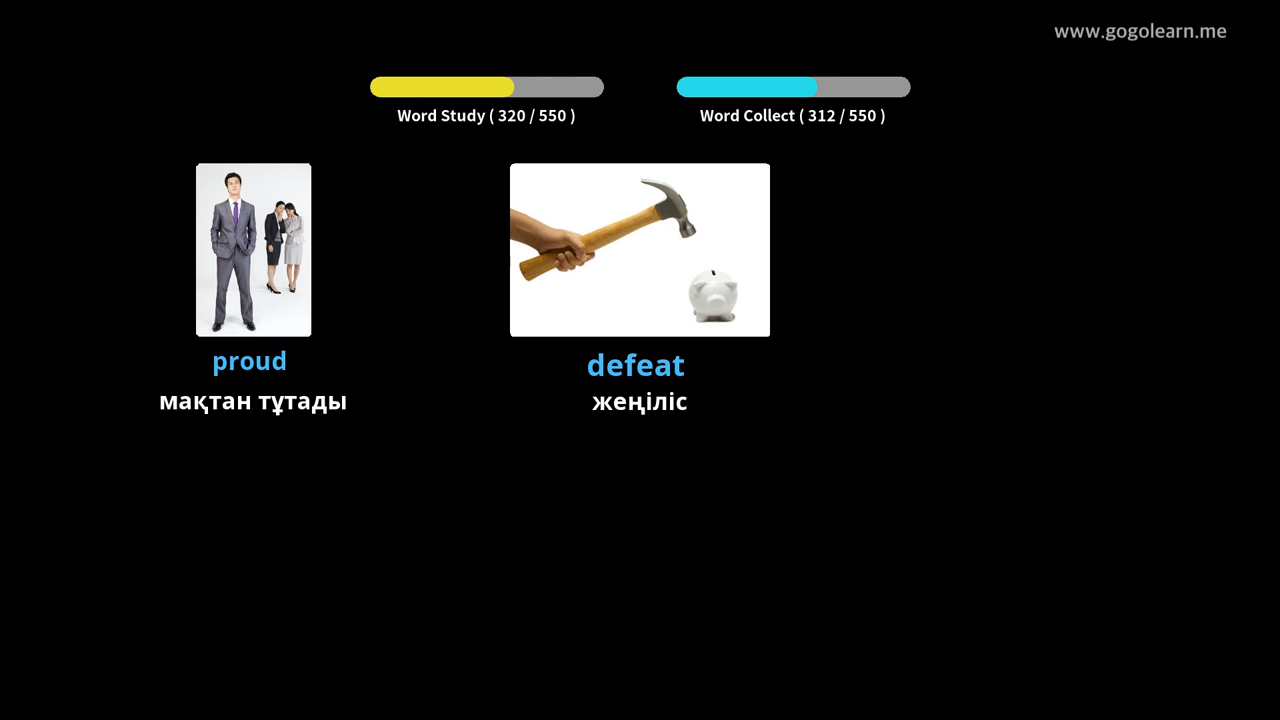 www.gogolearn.me
Word Study ( 320 / 550 )
Word Collect ( 312 / 550 )
proud
мақтан тұтады
defeat
жеңіліс